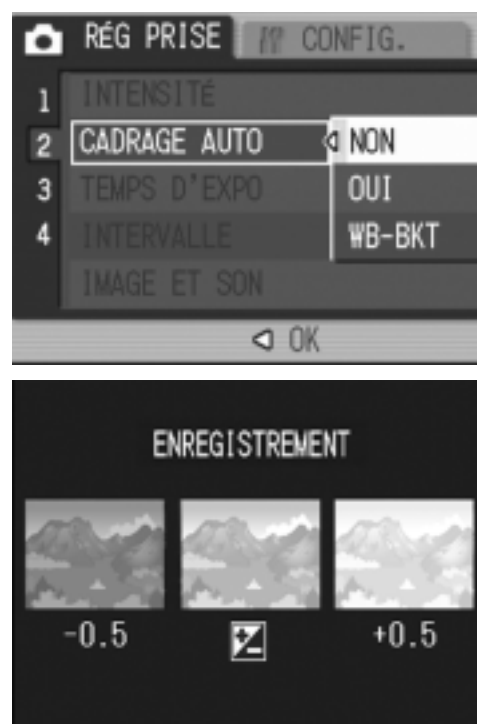 RÉG PRISE CONFIG.
1 INTENSITÉ
2 CADRAGE AUTO NON
3 TEMPS D'EXPO OUI
4 INTERVALLE WB-BKT
IMAGE ET SON
OK
ENREGISTREMENT
-0.5 +0.5